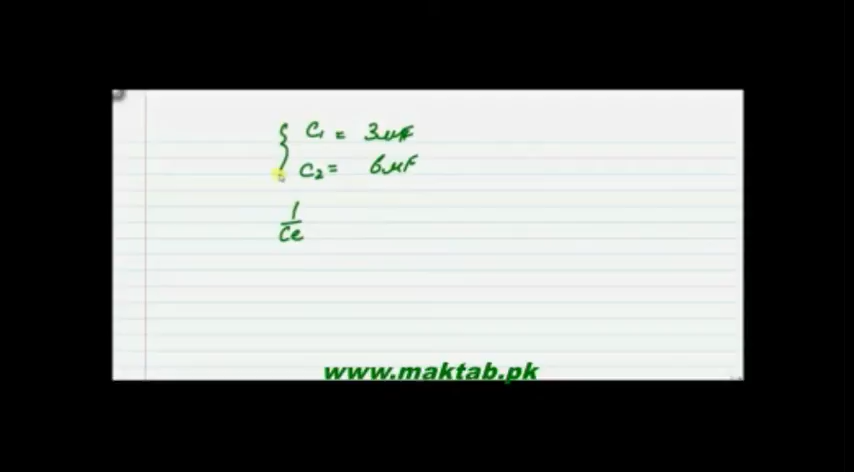 C1 = 3μF
C2 = 6μF
1
Ce
www.maktab.pk